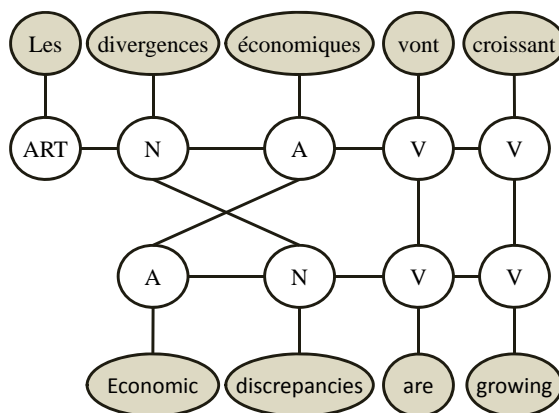 Les divergences économiques vont croissant
ART N A V V
A N V V
Economic discrepancies are growing